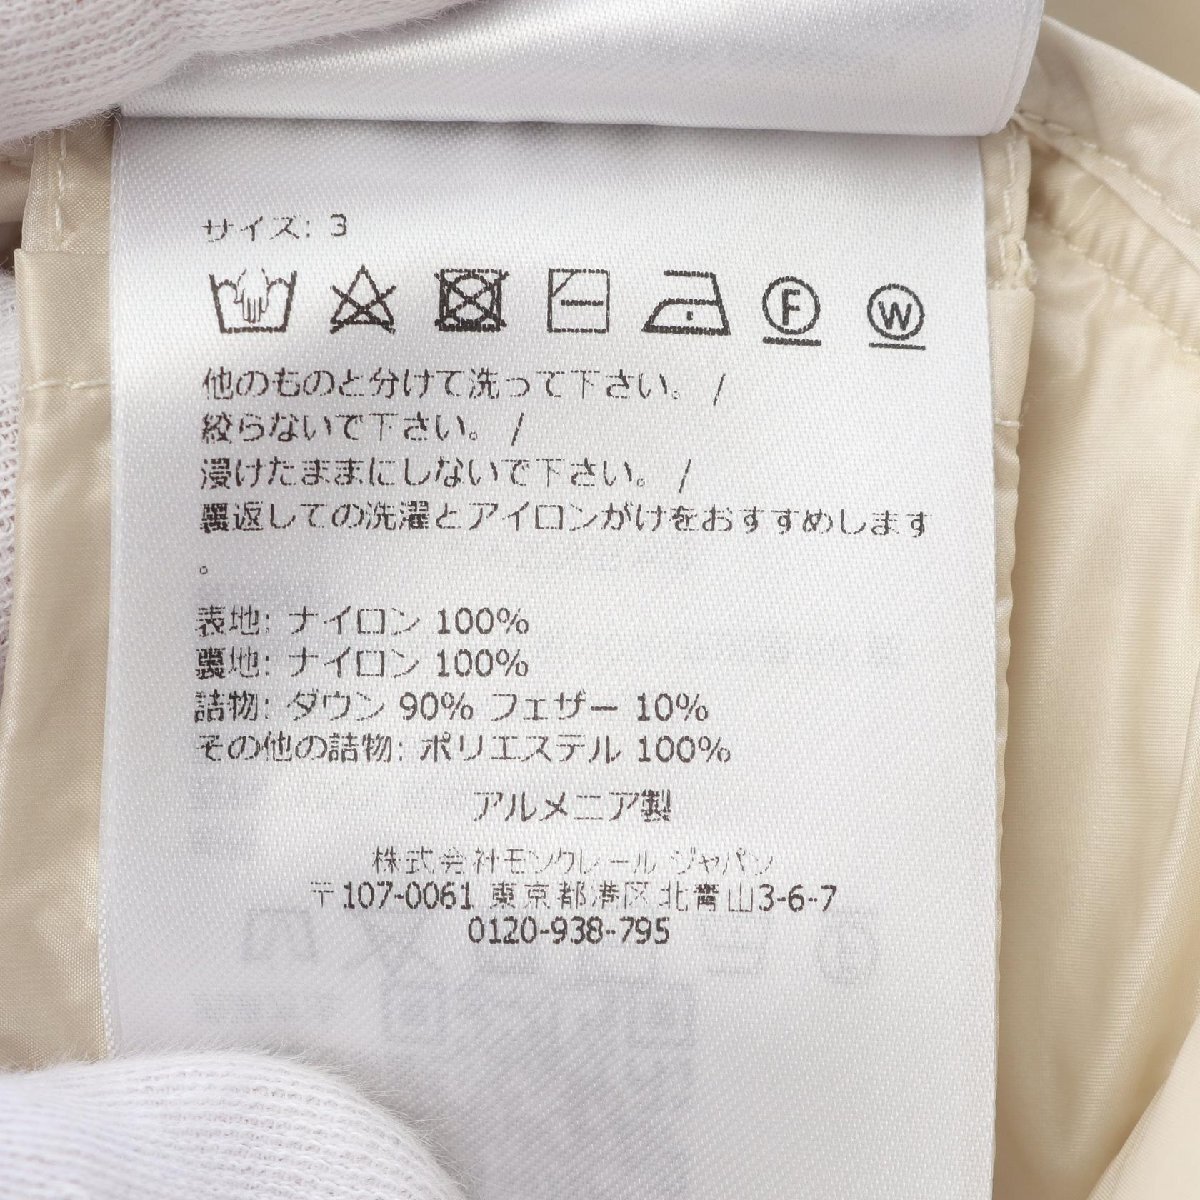 サイズ: 3
F W
他のものと分けて洗って下さい。 /
絞らないで下さい。 /
浸けたままにしないで下さい。 /
裏返しての洗濯とアイロンがけをおすすめします
。
表地: ナイロン 100%
裏地: ナイロン 100%
詰物: ダウン 90% フェザー 10%
その他の詰物: ポリエステル 100%
アルメニア製
株式会社モンクレール ジャパン
〒107-0061 東京都港区北青山3-6-7
0120-938-795